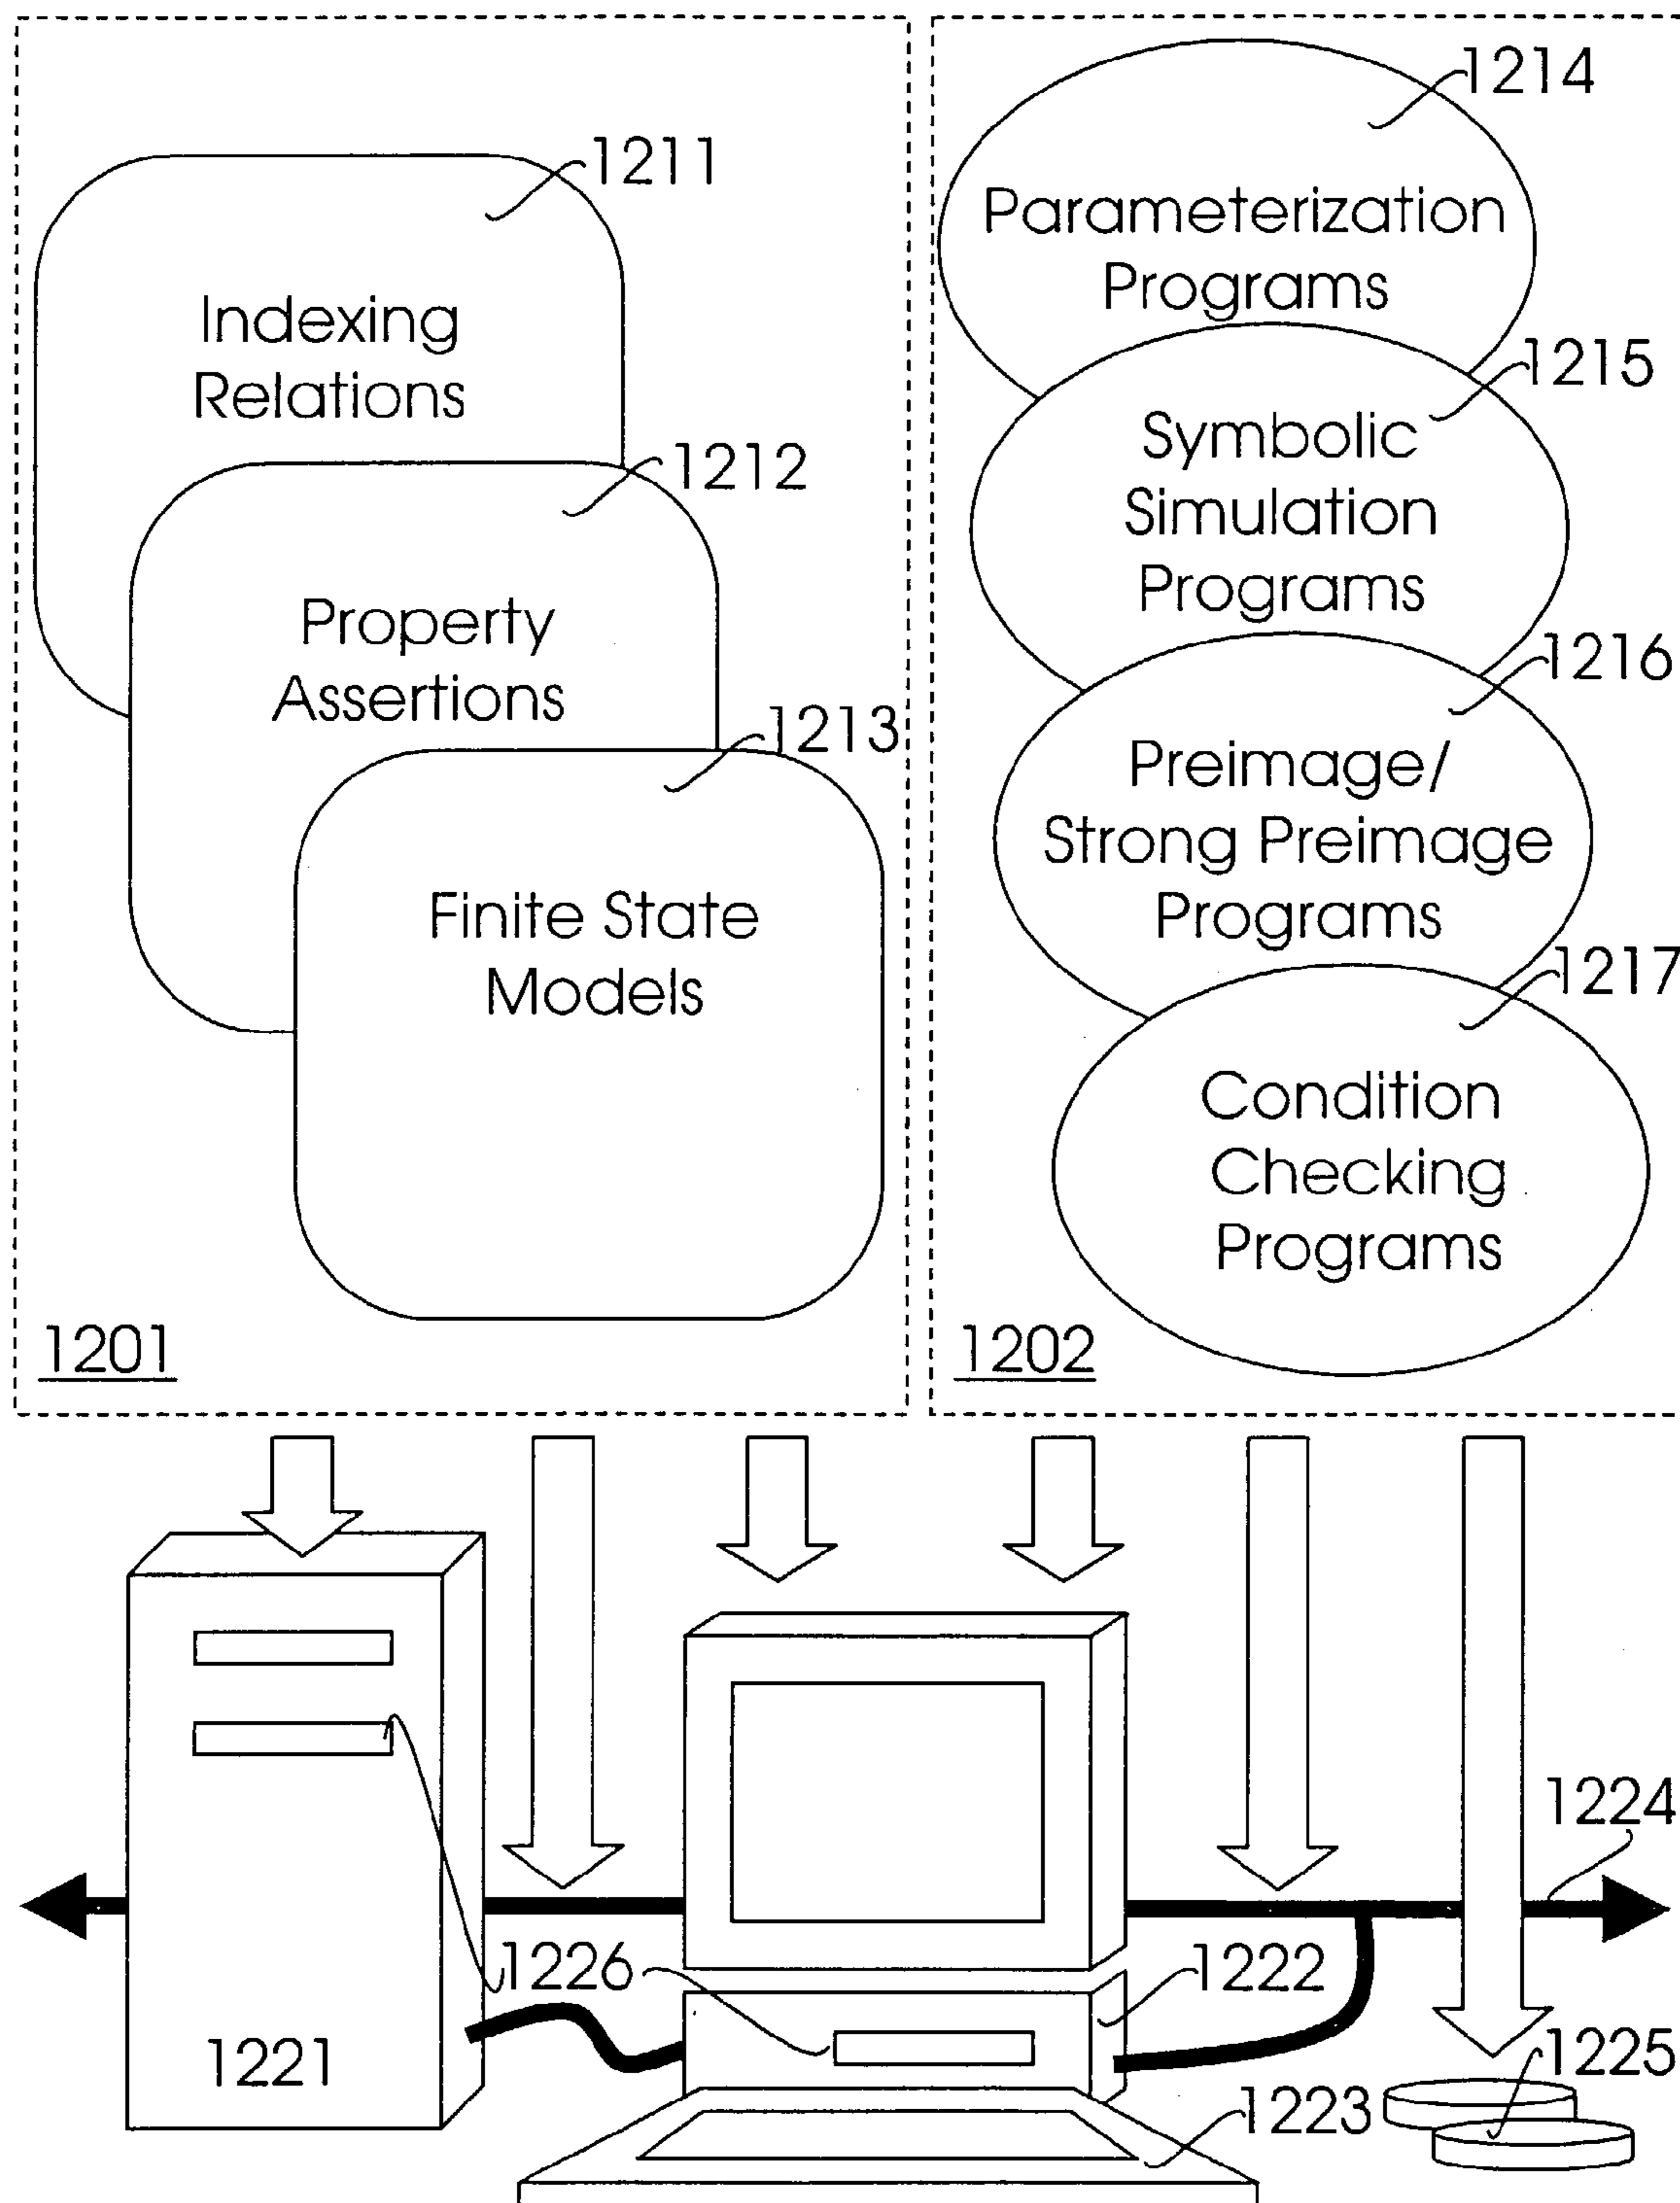 1214
1211
Parameterization
Programs
Indexing
Relations
1215
Symbolic
Simulation
Programs
1212
Property
Assertions
1216
1213
Preimage/
Strong Preimage
Programs
Finite State
Models
1217
Condition
Checking
Programs
1201
1202
1224
1226
1222
1221
1225
1223